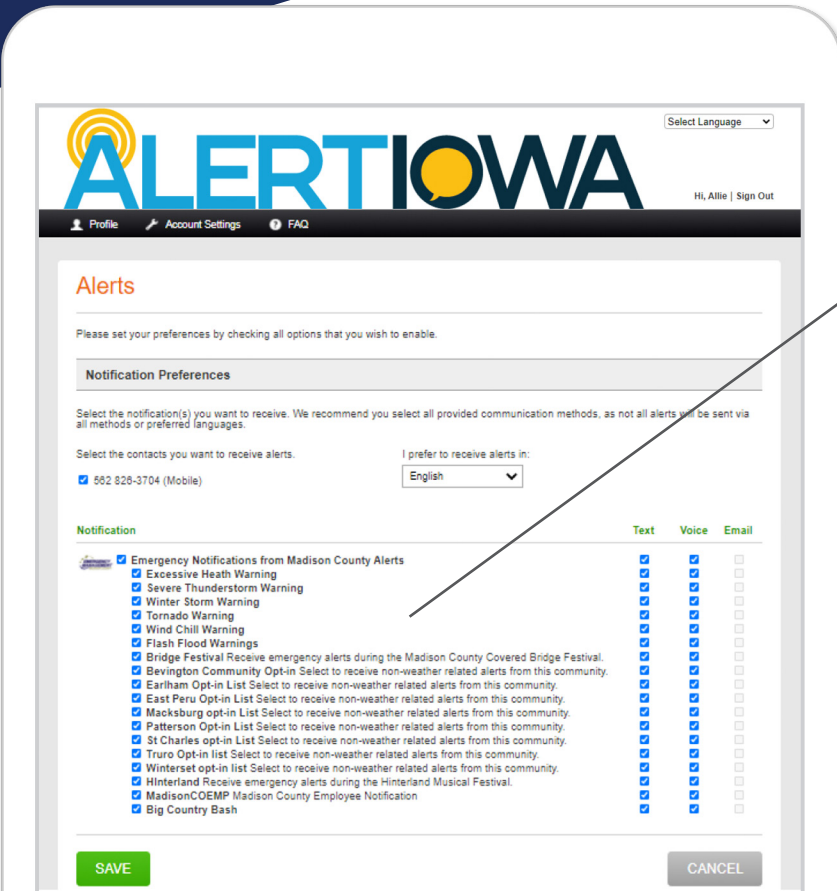 Select Language
ALERTIOWA
Hi, Allie | Sign Out
Profile Account Settings FAQ
Alerts
Please set your preferences by checking all options that you wish to enable.
Notification Preferences
Select the notification(s) you want to receive. We recommend you select all provided communication methods, as not all alerts will be sent via
all methods or preferred languages.
Select the contacts you want to receive alerts. I prefer to receive alerts in:
562 826-3704 (Mobile) English
Notification Text Voice Email
Emergency Notifications from Madison County Alerts
Excessive Heath Warning
Severe Thunderstorm Warning
Winter Storm Warning
Tornado Warning
Wind Chill Warning
Flash Flood Warnings
Bridge Festival Receive emergency alerts during the Madison County Covered Bridge Festival.
Bevington Community Opt-in Select to receive non-weather related alerts from this community.
Earlham Opt-in List Select to receive non-weather related alerts from this community.
East Peru Opt-in List Select to receive non-weather related alerts from this community.
Macksburg opt-in List Select to receive non-weather related alerts from this community.
Patterson Opt-in List Select to receive non-weather related alerts from this community.
St Charles opt-in List Select to receive non-weather related alerts from this community.
Truro Opt-in list Select to receive non-weather related alerts from this community.
Winterset opt-in list Select to receive non-weather related alerts from this community.
HInterland Receive emergency alerts during the Hinterland Musical Festival.
MadisonCOEMP Madison County Employee Notification
Big Country Bash
SAVE CANCEL